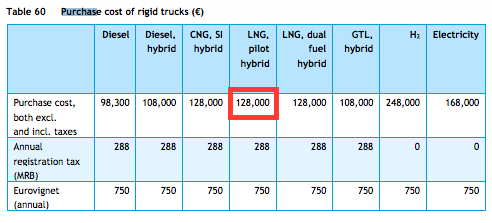 Table 60 Purchase cost of rigid trucks (€)
Diesel Diesel, hybrid CNG, SI hybrid LNG, pilot hybrid LNG, dual fuel hybrid GTL, hybrid H₂ Electricity
Purchase cost, both excl. and incl. taxes 98,300 108,000 128,000 128,000 128,000 108,000 248,000 168,000
Annual registration tax (MRB) 288 288 288 288 288 288 0 0
Eurovignet (annual) 750 750 750 750 750 750 750 750